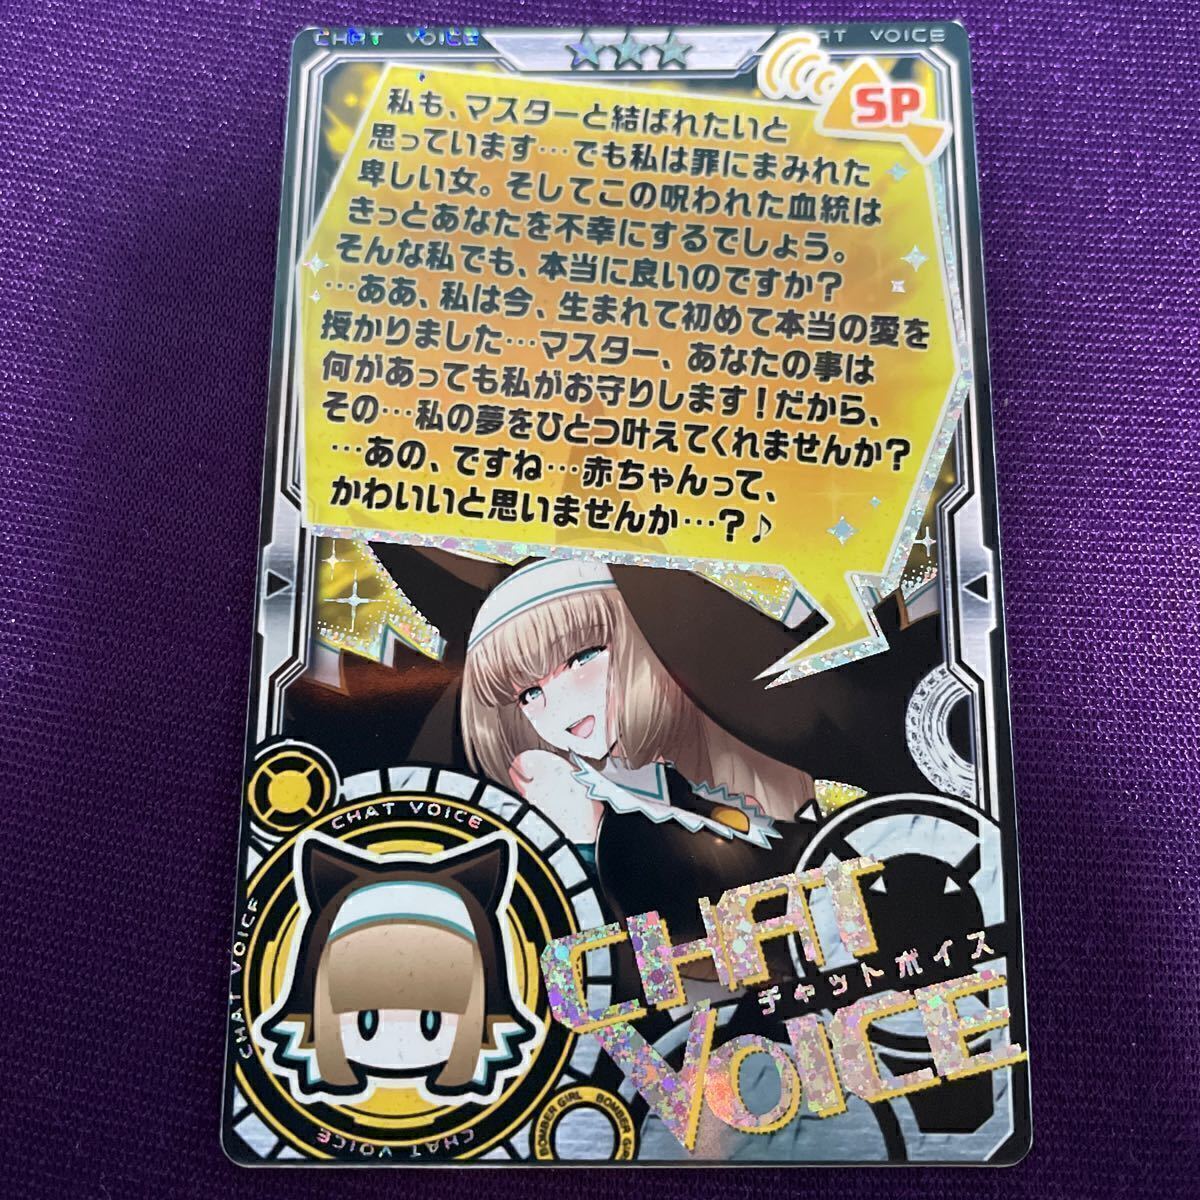 CHAT VOICE
CHAT VOICE
SP
私も、マスターと結ばれたいと
思っています…でも私は罪にまみれた
卑しい女。そしてこの呪われた血統は
きっとあなたを不幸にするでしょう。
そんな私でも、本当に良いのですか?
…ああ、私は今、生まれて初めて本当の愛を
授かりました…マスター、あなたの事は
何があっても私がお守りします!だから、
その…私の夢をひとつ叶えてくれませんか?
…あの、ですね…赤ちゃんって、
かわいいと思いませんか…?♪
CHAT VOICE
CHAT VOICE
CHAT VOICE
CHAT
チャットボイス
VOICE
BOMBER GIRL BOMBER GIRL